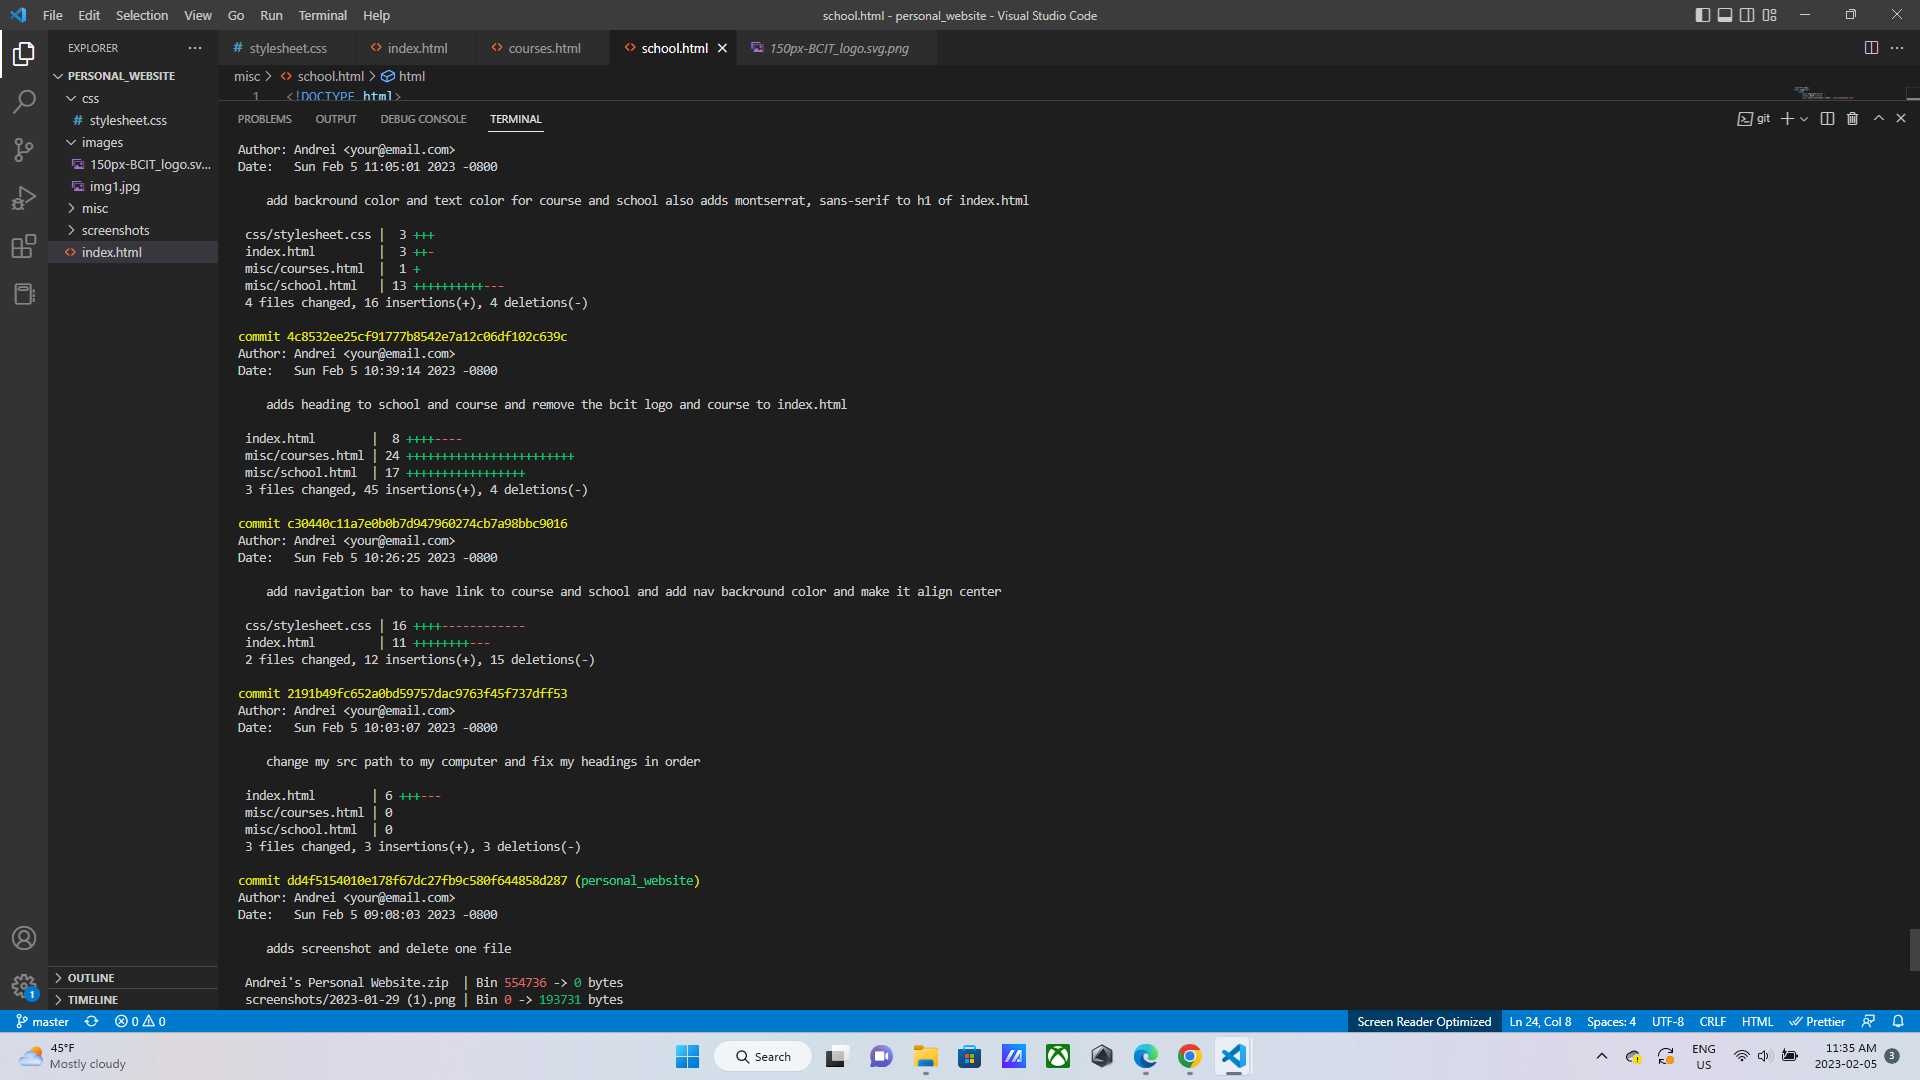 File Edit Selection View Go Run Terminal Help
school.html - personal_website - Visual Studio Code
EXPLORER
stylesheet.css index.html courses.html school.html 150px-BCIT_logo.svg.png
PERSONAL_WEBSITE
css
stylesheet.css
images
150px-BCIT_logo.sv...
img1.jpg
misc
screenshots
index.html
misc > school.html > html
1 <!DOCTYPE html>
PROBLEMS OUTPUT DEBUG CONSOLE TERMINAL
git
Author: Andrei <your@email.com>
Date:   Sun Feb 5 11:05:01 2023 -0800
add backround color and text color for course and school also adds montserrat, sans-serif to h1 of index.html
css/stylesheet.css |  3 +++
index.html         |  3 ++-
misc/courses.html  |  1 +
misc/school.html   | 13 ++++++++++---
4 files changed, 16 insertions(+), 4 deletions(-)
commit 4c8532ee25cf91777b8542e7a12c06df102c639c
Author: Andrei <your@email.com>
Date:   Sun Feb 5 10:39:14 2023 -0800
adds heading to school and course and remove the bcit logo and course to index.html
index.html        |  8 ++++----
misc/courses.html | 24 ++++++++++++++++++++++++
misc/school.html  | 17 +++++++++++++++++
3 files changed, 45 insertions(+), 4 deletions(-)
commit c30440c11a7e0b0b7d947960274cb7a98bbc9016
Author: Andrei <your@email.com>
Date:   Sun Feb 5 10:26:25 2023 -0800
add navigation bar to have link to course and school and add nav backround color and make it align center
css/stylesheet.css | 16 ++++------------
index.html         | 11 ++++++++---
2 files changed, 12 insertions(+), 15 deletions(-)
commit 2191b49fc652a0bd59757dac9763f45f737dff53
Author: Andrei <your@email.com>
Date:   Sun Feb 5 10:03:07 2023 -0800
change my src path to my computer and fix my headings in order
index.html        | 6 +++---
misc/courses.html | 0
misc/school.html  | 0
3 files changed, 3 insertions(+), 3 deletions(-)
commit dd4f5154010e178f67dc27fb9c580f644858d287 (personal_website)
Author: Andrei <your@email.com>
Date:   Sun Feb 5 09:08:03 2023 -0800
adds screenshot and delete one file
Andrei's Personal Website.zip  | Bin 554736 -> 0 bytes
screenshots/2023-01-29 (1).png | Bin 0 -> 193731 bytes
OUTLINE
TIMELINE
1
master 0 0
Screen Reader Optimized Ln 24, Col 8 Spaces: 4 UTF-8 CRLF HTML Prettier
45°F
Mostly cloudy
Search
ENG
US
11:35 AM
2023-02-05
3